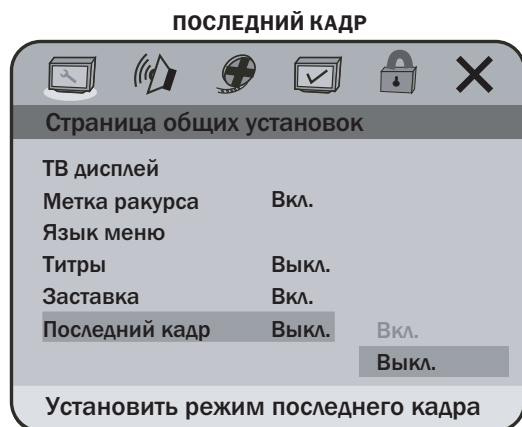 ПОСЛЕДНИЙ КАДР
Страница общих установок
ТВ дисплей
Метка ракурса Вкл.
Язык меню
Титры Выкл.
Заставка Вкл.
Последний кадр Выкл. Вкл.
Выкл.
Установить режим последнего кадра